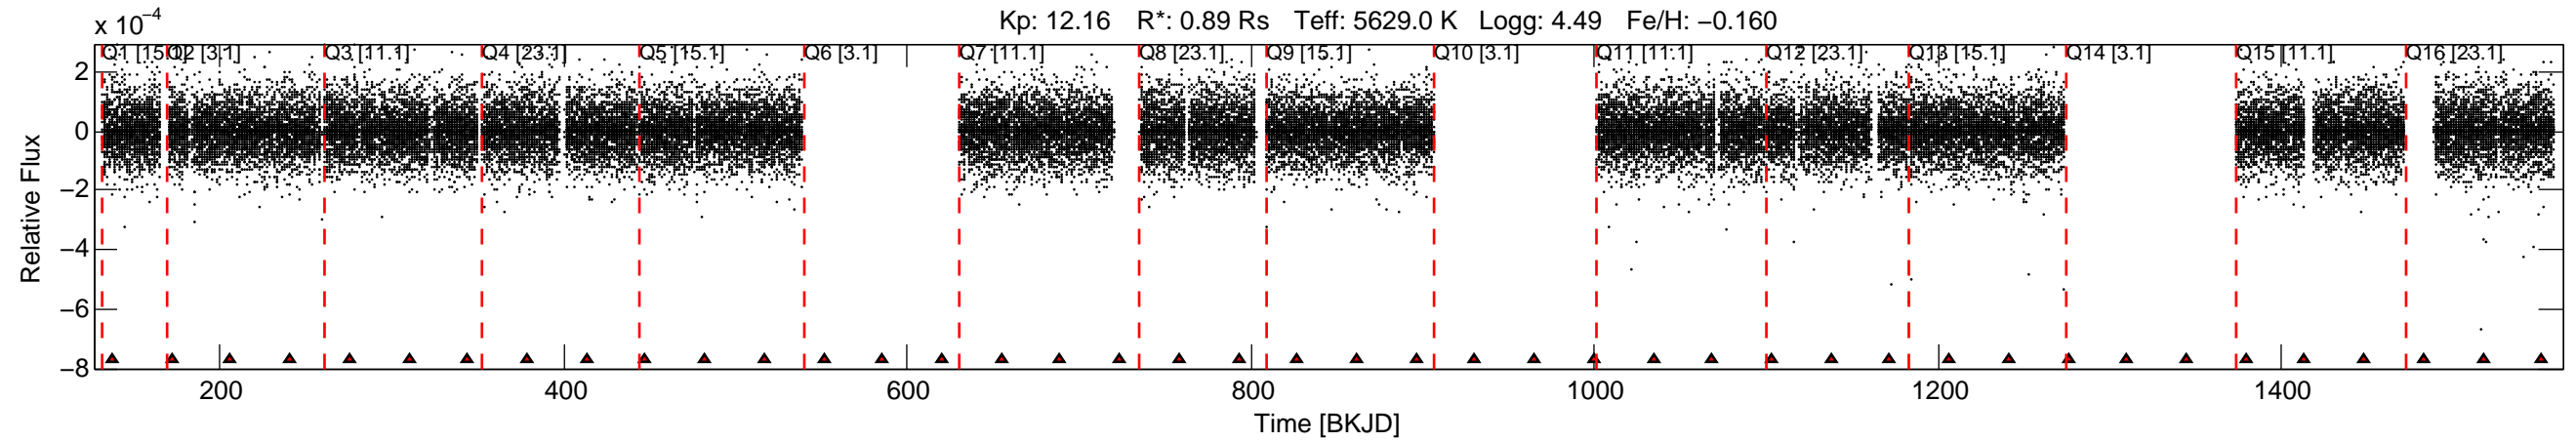 Kp: 12.16 R*: 0.89 Rs Teff: 5629.0 K Logg: 4.49 Fe/H: −0.160
x 10−4
Q1 [15.1] Q2 [3.1] Q3 [11.1] Q4 [23.1] Q5 [15.1] Q6 [3.1] Q7 [11.1] Q8 [23.1] Q9 [15.1] Q10 [3.1] Q11 [11.1] Q12 [23.1] Q13 [15.1] Q14 [3.1] Q15 [11.1] Q16 [23.1]
2
0
−2
−4
−6
−8
Relative Flux
200 400 600 800 1000 1200 1400
Time [BKJD]